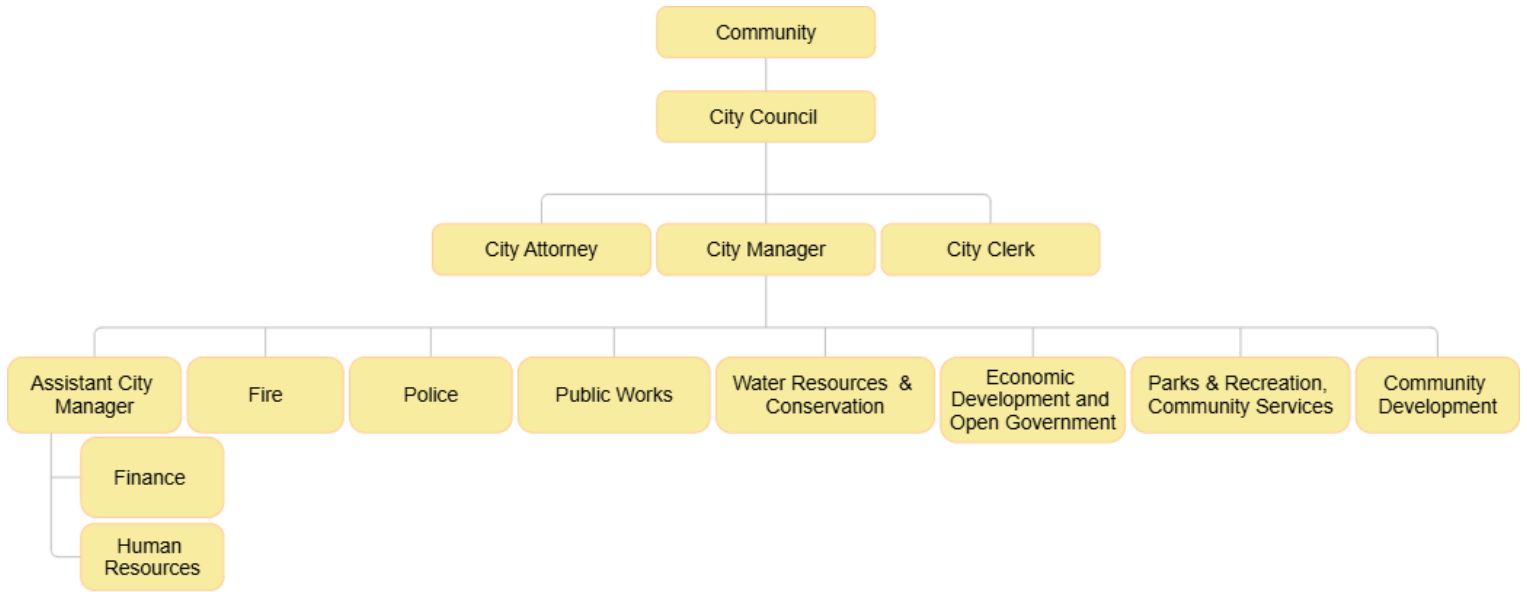 Community
City Council
City Attorney
City Manager
City Clerk
Assistant City
Manager
Fire
Police
Public Works
Water Resources &
Conservation
Economic
Development and
Open Government
Parks & Recreation,
Community Services
Community
Development
Finance
Human
Resources